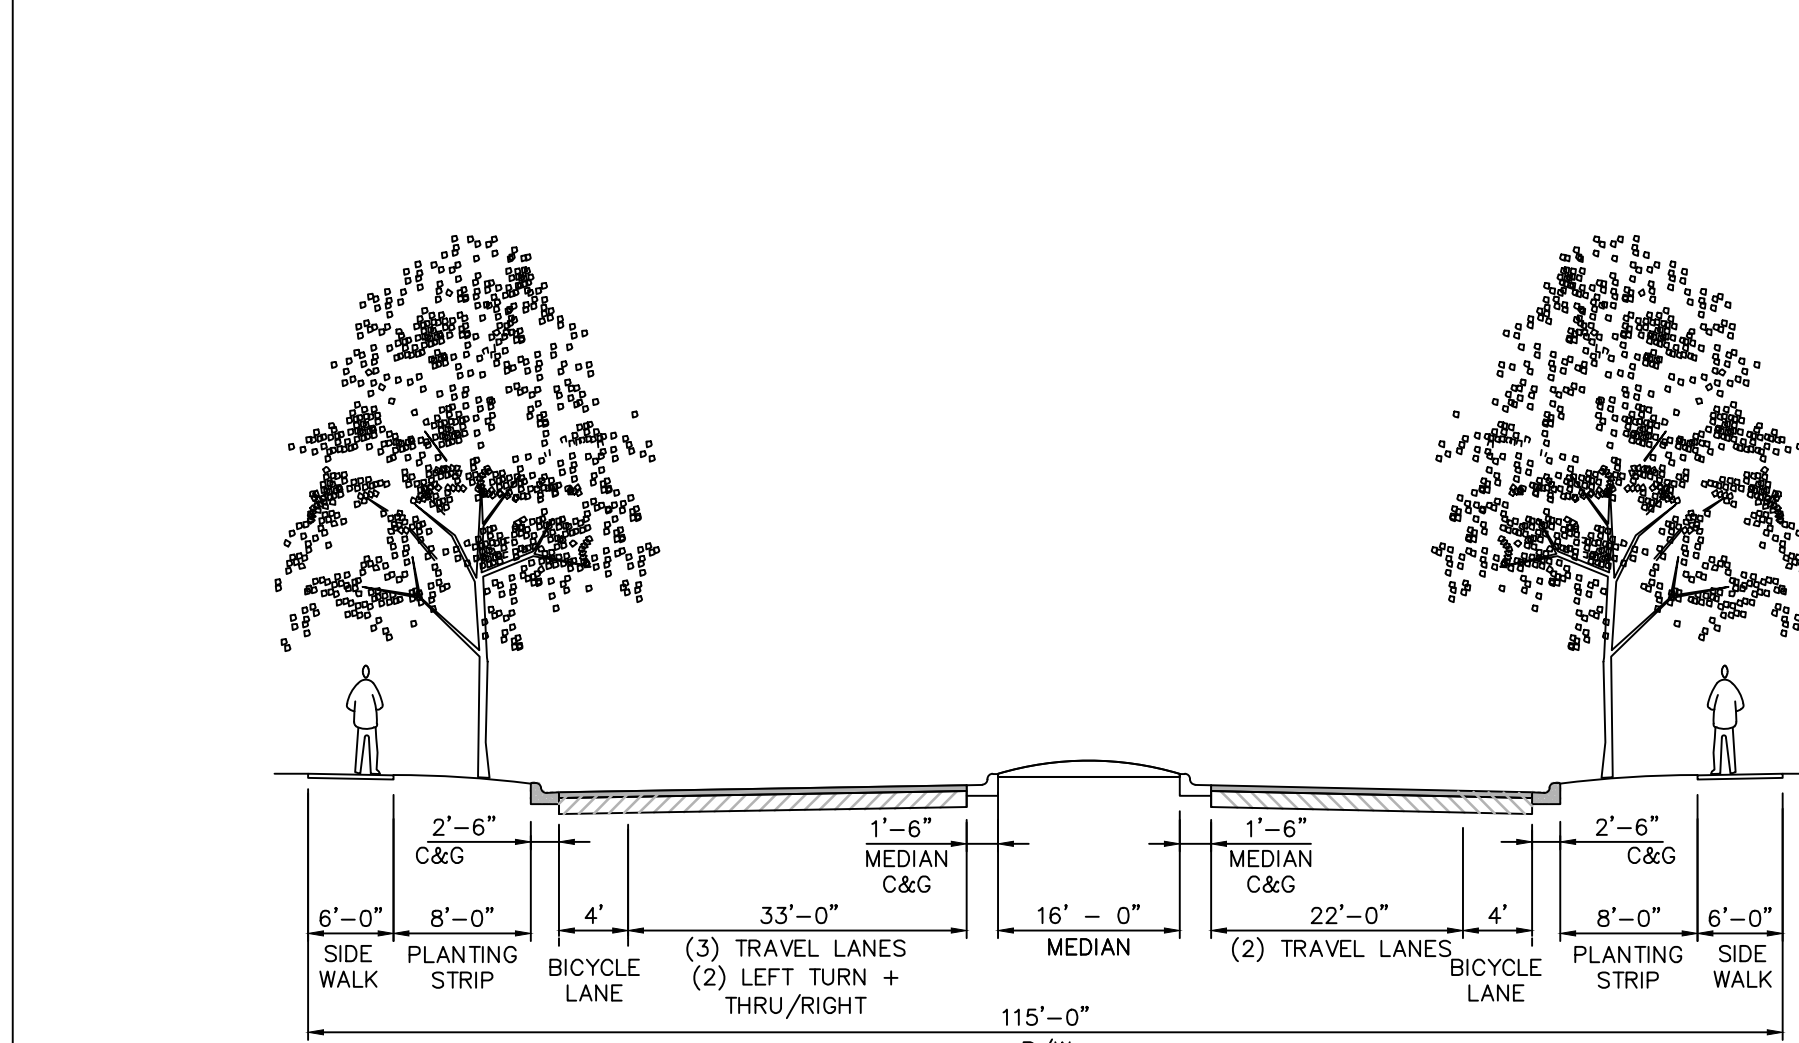 2'-6"
C&G
1'-6"
MEDIAN
C&G
1'-6"
MEDIAN
C&G
2'-6"
C&G
6'-0"
SIDE
WALK
8'-0"
PLANTING
STRIP
4'
BICYCLE
LANE
33'-0"
(3) TRAVEL LANES
(2) LEFT TURN +
THRU/RIGHT
16' - 0"
MEDIAN
22'-0"
(2) TRAVEL LANES
4'
BICYCLE
LANE
8'-0"
PLANTING
STRIP
6'-0"
SIDE
WALK
115'-0"